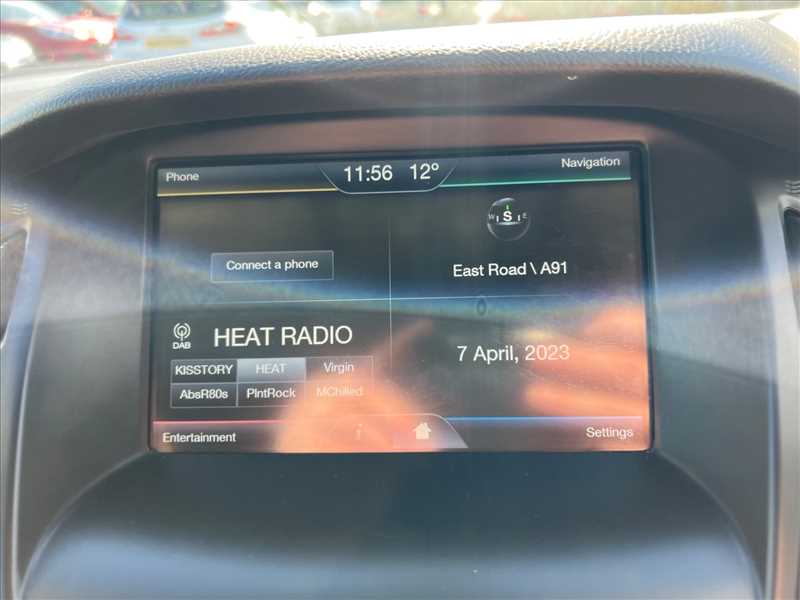 Phone
11:56 12°
Navigation
W S E
Connect a phone
East Road \ A91
DAB
HEAT RADIO
7 April, 2023
KISSTORY HEAT Virgin
AbsR80s PlntRock MChilled
Entertainment
i
Settings